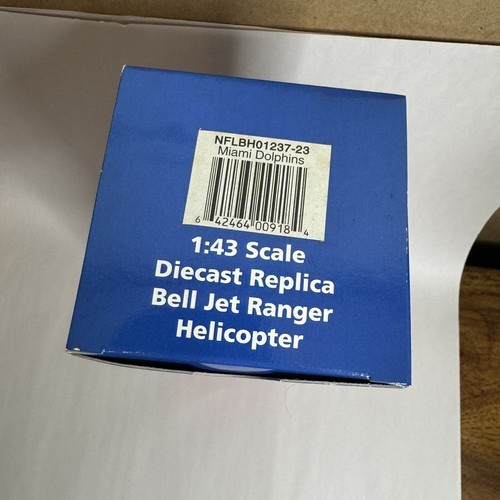 NFLBH01237-23
Miami Dolphins
6 42464 00918 4
1:43 Scale
Diecast Replica
Bell Jet Ranger
Helicopter